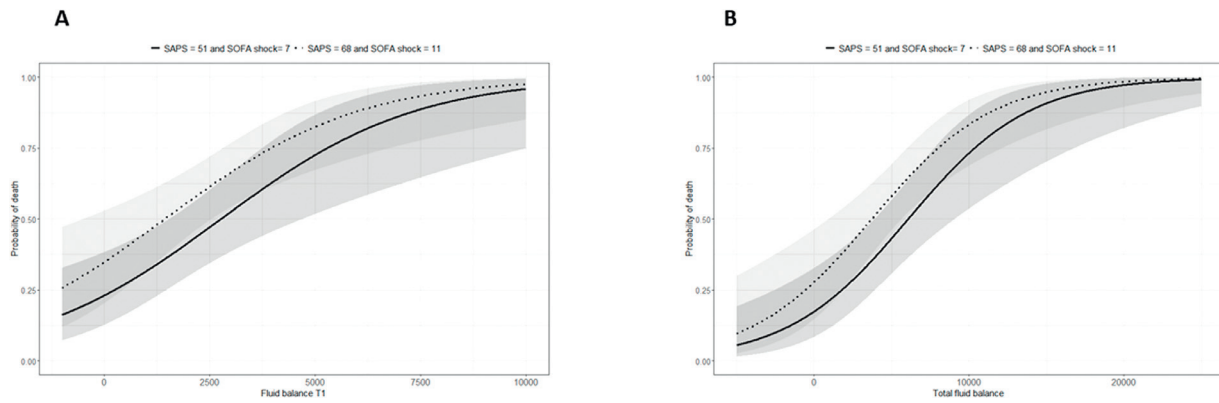 A
SAPS = 51 and SOFA shock= 7 SAPS = 68 and SOFA shock = 11
1.00
0.75
0.50
0.25
0.00
Probability of death
0 2500 5000 7500 10000
Fluid balance T1
B
SAPS = 51 and SOFA shock= 7 SAPS = 68 and SOFA shock = 11
1.00
0.75
0.50
0.25
0.00
Probability of death
0 10000 20000
Total fluid balance